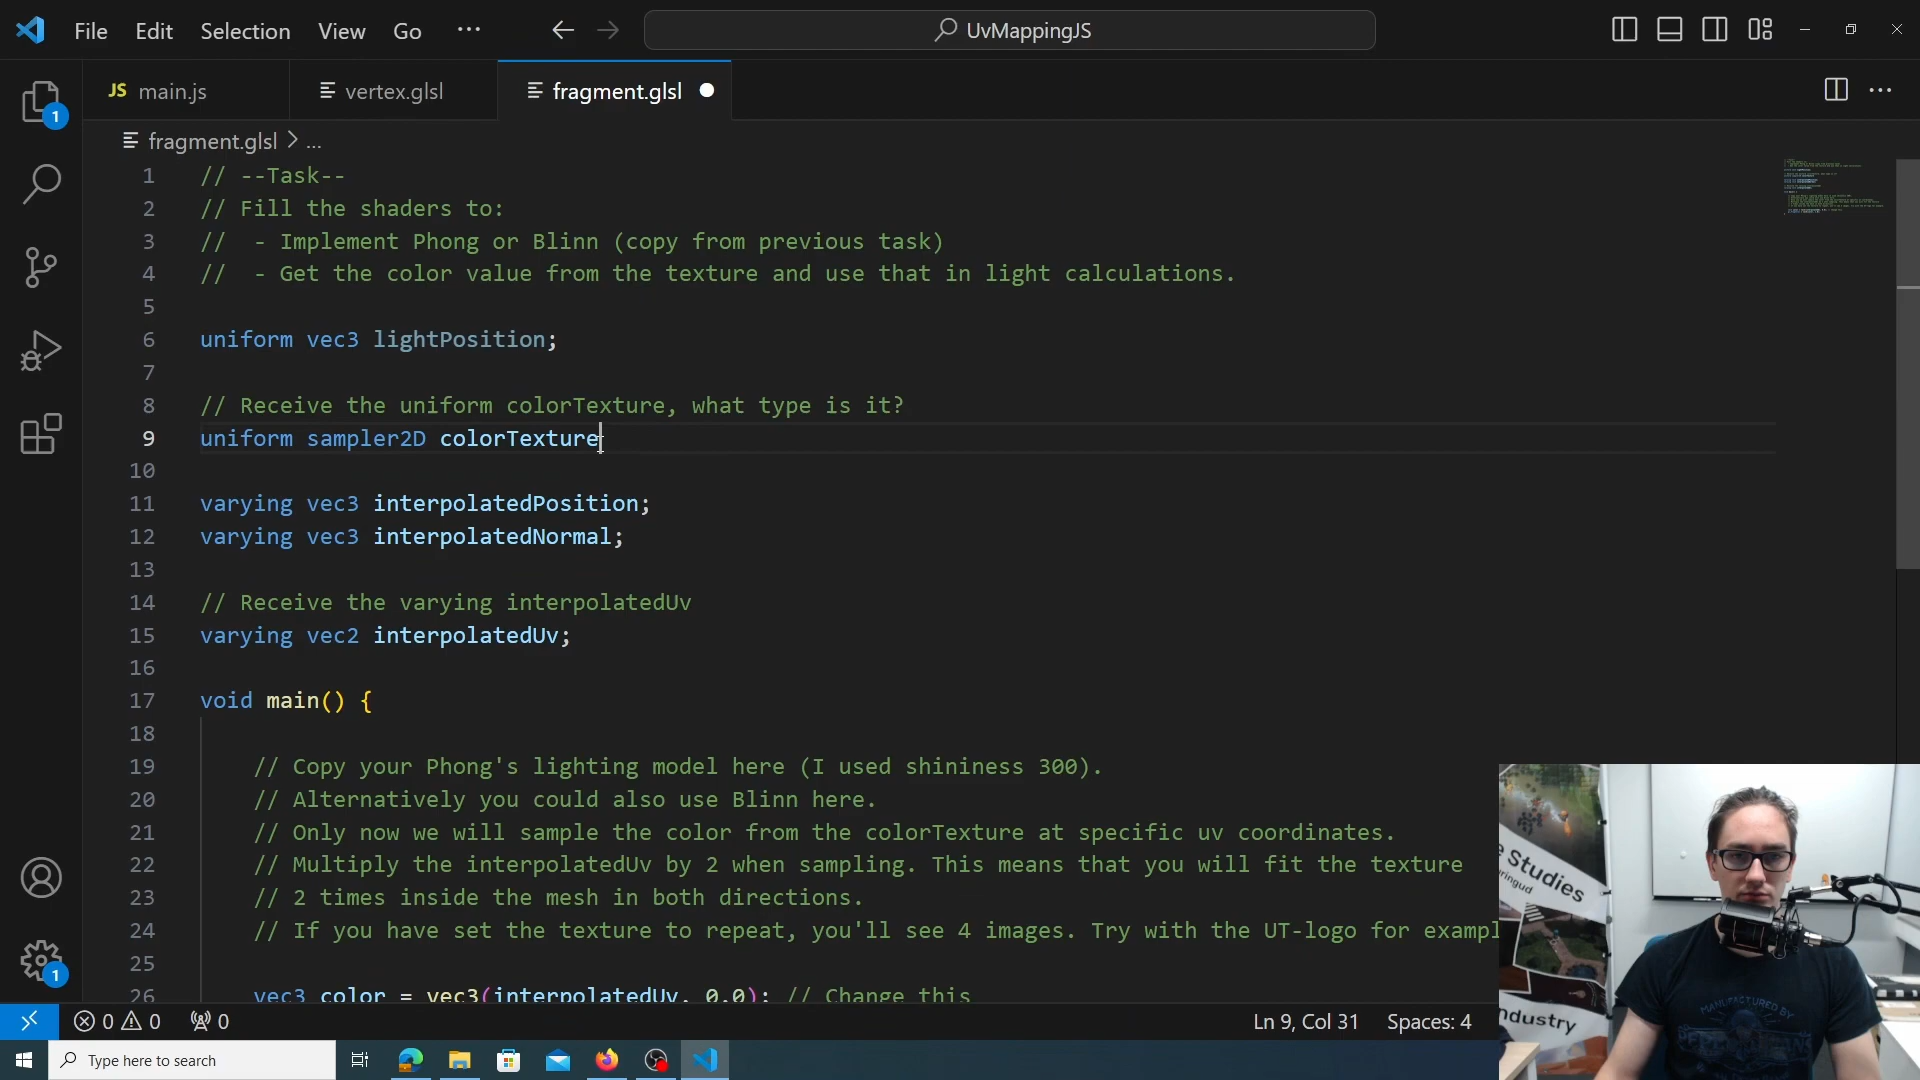 File Edit Selection View Go ··· UvMappingJS
JS main.js vertex.glsl fragment.glsl
fragment.glsl > ...
1 // --Task--
2 // Fill the shaders to:
3 //  - Implement Phong or Blinn (copy from previous task)
4 //  - Get the color value from the texture and use that in light calculations.
5
6 uniform vec3 lightPosition;
7
8 // Receive the uniform colorTexture, what type is it?
9 uniform sampler2D colorTexture
10
11 varying vec3 interpolatedPosition;
12 varying vec3 interpolatedNormal;
13
14 // Receive the varying interpolatedUv
15 varying vec2 interpolatedUv;
16
17 void main() {
18
19 // Copy your Phong's lighting model here (I used shininess 300).
20 // Alternatively you could also use Blinn here.
21 // Only now we will sample the color from the colorTexture at specific uv coordinates.
22 // Multiply the interpolatedUv by 2 when sampling. This means that you will fit the texture
23 // 2 times inside the mesh in both directions.
24 // If you have set the texture to repeat, you'll see 4 images. Try with the UT-logo for exampl
25
26 vec3 color = vec3(interpolatedUv, 0.0); // Change this
1
1
e Studies
ringud
ndustry
MANUFACTURED BY
0 0 0 Ln 9, Col 31 Spaces: 4
Type here to search